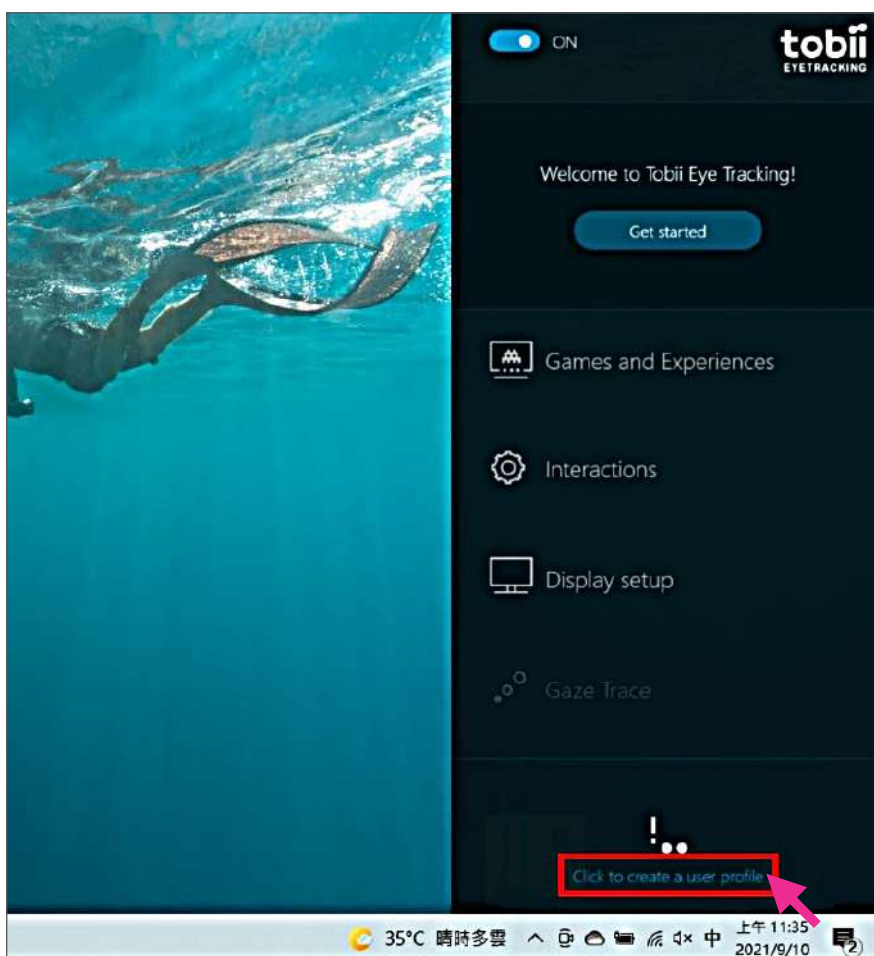 ON
tobii
EYETRACKING
Welcome to Tobii Eye Tracking!
Get started
Games and Experiences
Interactions
Display setup
Gaze Trace
Click to create a user profile
35°C 晴時多雲 中 上午 11:35
2021/9/10
2